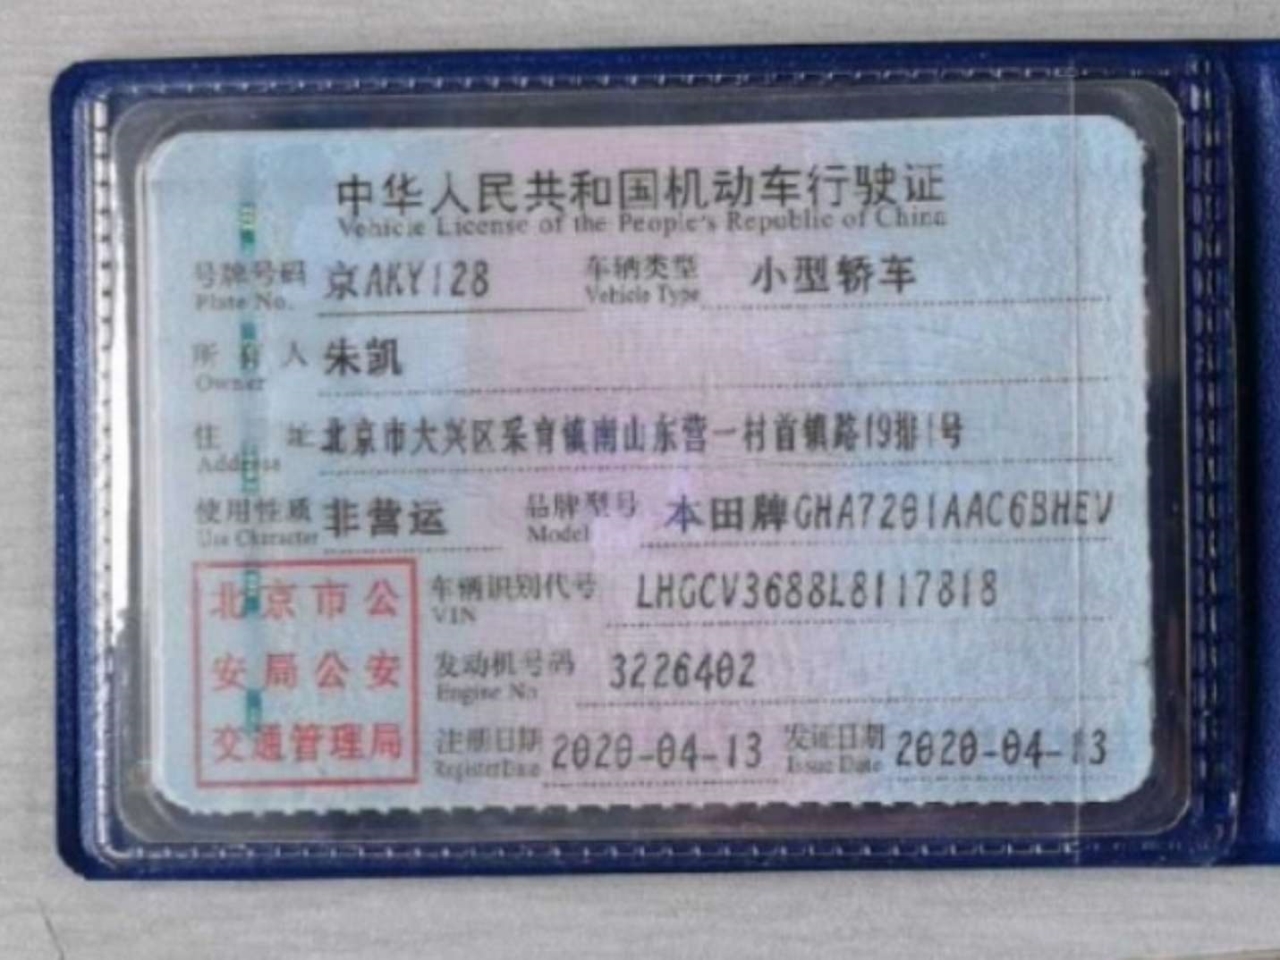 中华人民共和国机动车行驶证
Vehicle License of the People's Republic of China
号牌号码 京AKY128 车辆类型 小型轿车
Plate No. Vehicle Type
所有人 朱凯
Owner
住址 北京市大兴区采育镇南山东营一村首镇路19排1号
Address
使用性质 非营运 品牌型号 本田牌GHA7201AAC6BHEV
Use Character Model
北京市公
安局公安
交通管理局
车辆识别代号 LHGCV3688L8117818
VIN
发动机号码 3226402
Engine No
注册日期 2020-04-13 发证日期 2020-04-13
Register Date Issue Date